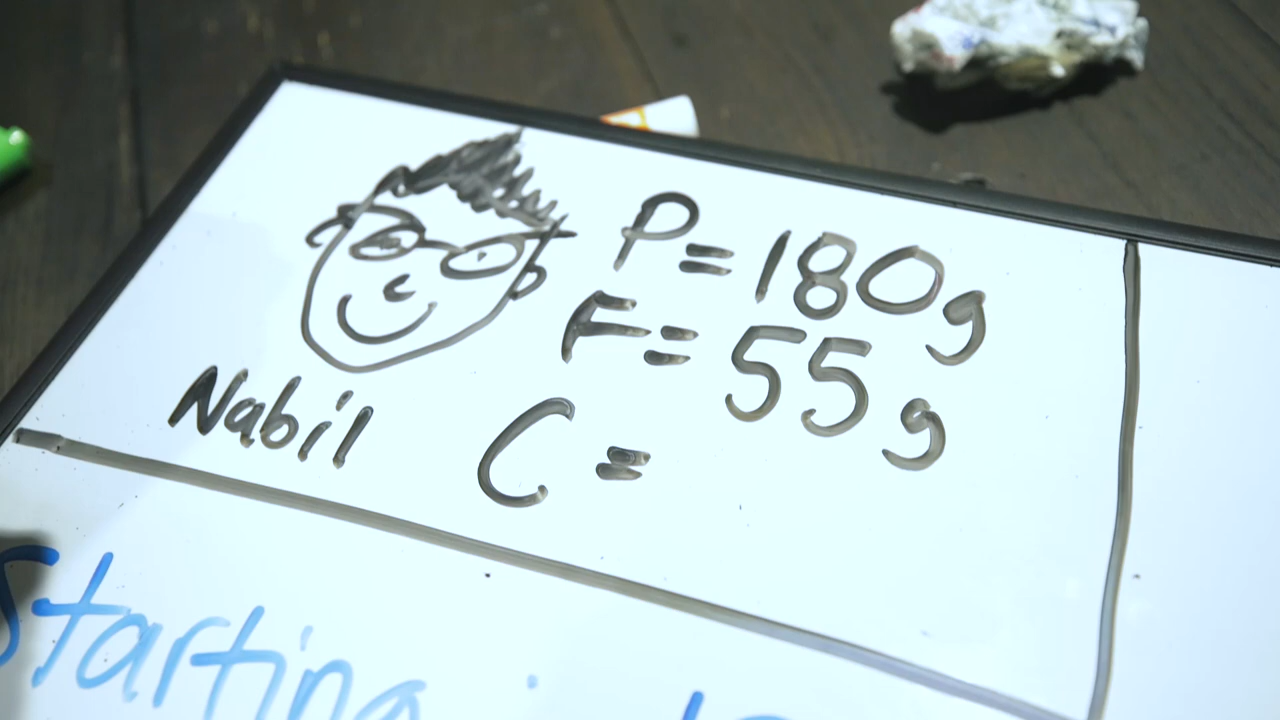 P=180g
F=55g
C=
Nabil
Starting